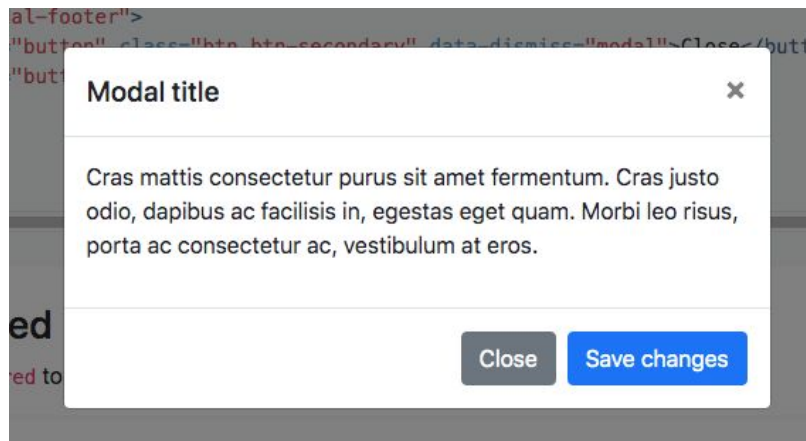 al-footer">
="button" class="btn btn-secondary" data-dismiss="modal">Close</butt
="butt
Modal title ×
Cras mattis consectetur purus sit amet fermentum. Cras justo
odio, dapibus ac facilisis in, egestas eget quam. Morbi leo risus,
porta ac consectetur ac, vestibulum at eros.
ed
red to
Close Save changes